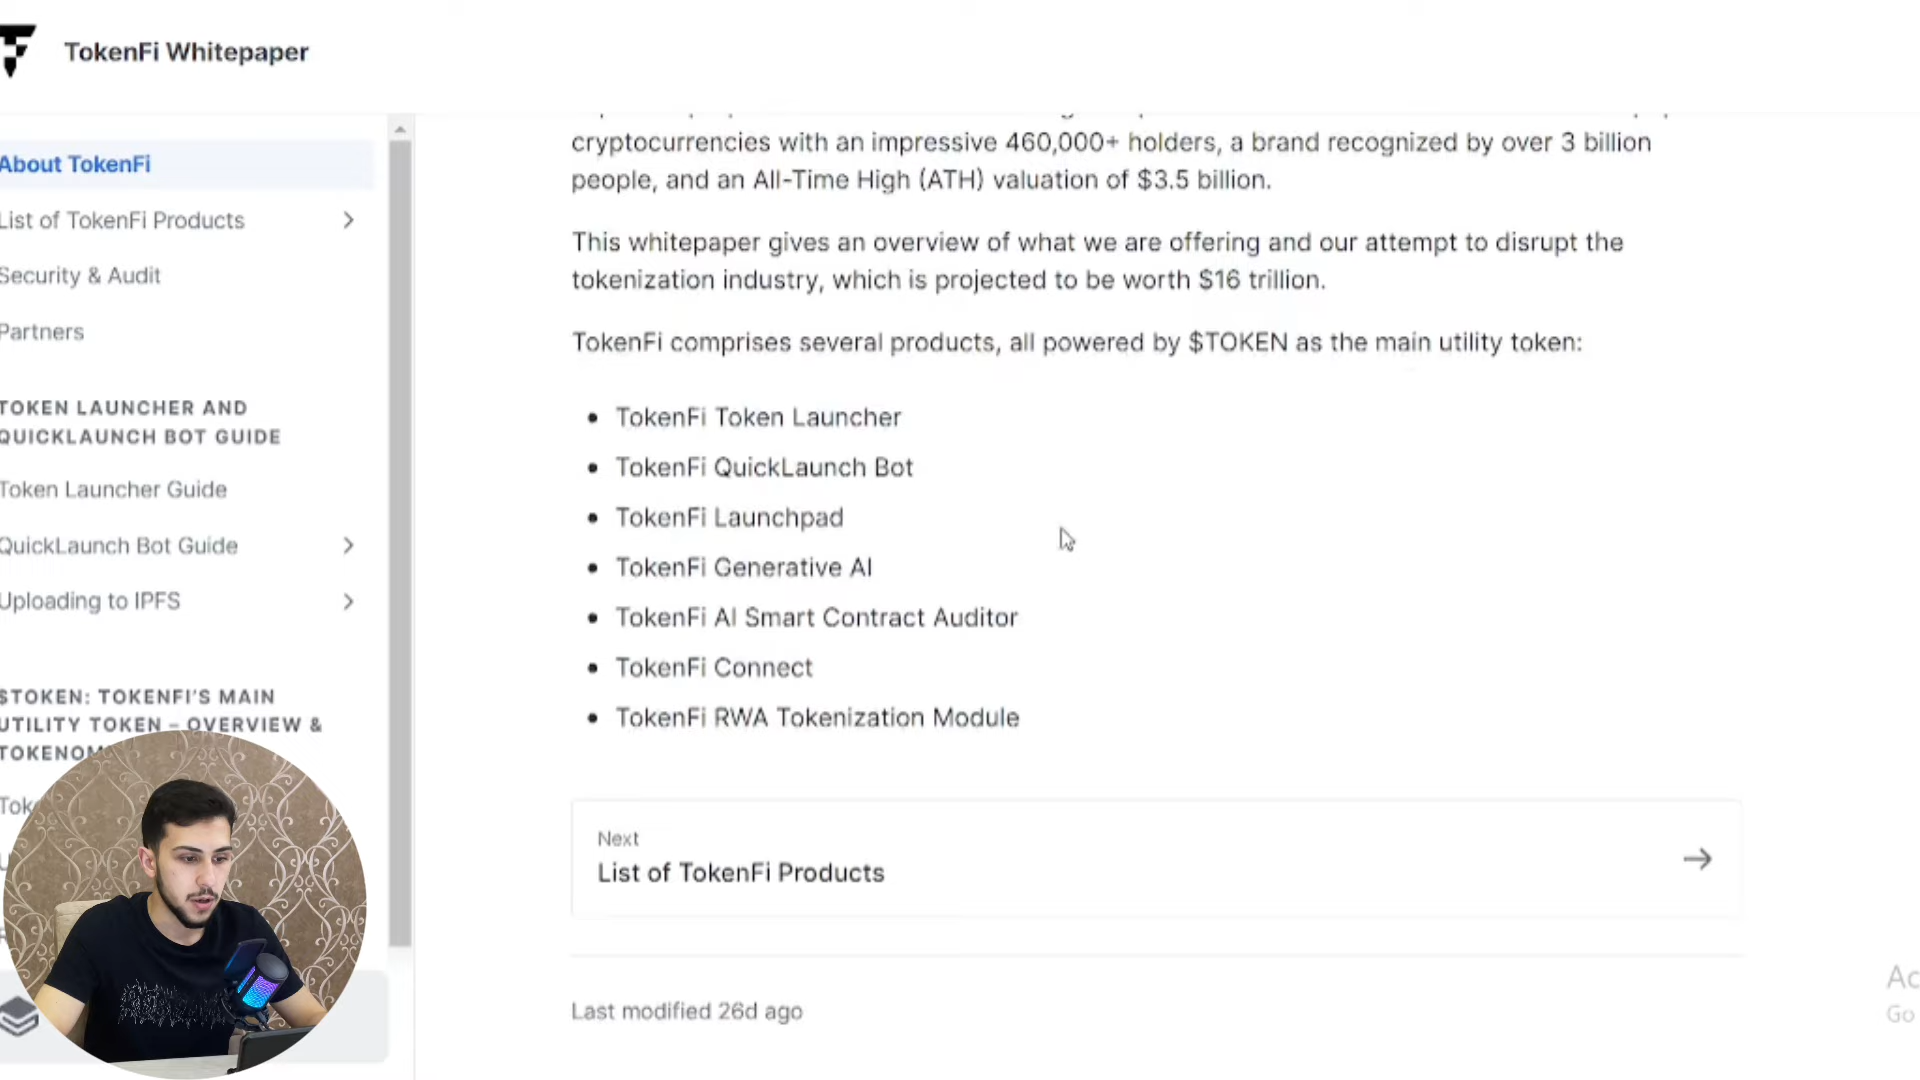 TokenFi Whitepaper
About TokenFi
List of TokenFi Products
Security & Audit
Partners
TOKEN LAUNCHER AND
QUICKLAUNCH BOT GUIDE
Token Launcher Guide
QuickLaunch Bot Guide
Uploading to IPFS
$TOKEN: TOKENFI'S MAIN
UTILITY TOKEN – OVERVIEW &
cryptocurrencies with an impressive 460,000+ holders, a brand recognized by over 3 billion
people, and an All-Time High (ATH) valuation of $3.5 billion.
This whitepaper gives an overview of what we are offering and our attempt to disrupt the
tokenization industry, which is projected to be worth $16 trillion.
TokenFi comprises several products, all powered by $TOKEN as the main utility token:
• TokenFi Token Launcher
• TokenFi QuickLaunch Bot
• TokenFi Launchpad
• TokenFi Generative AI
• TokenFi AI Smart Contract Auditor
• TokenFi Connect
• TokenFi RWA Tokenization Module
Next
List of TokenFi Products
Last modified 26d ago
Go